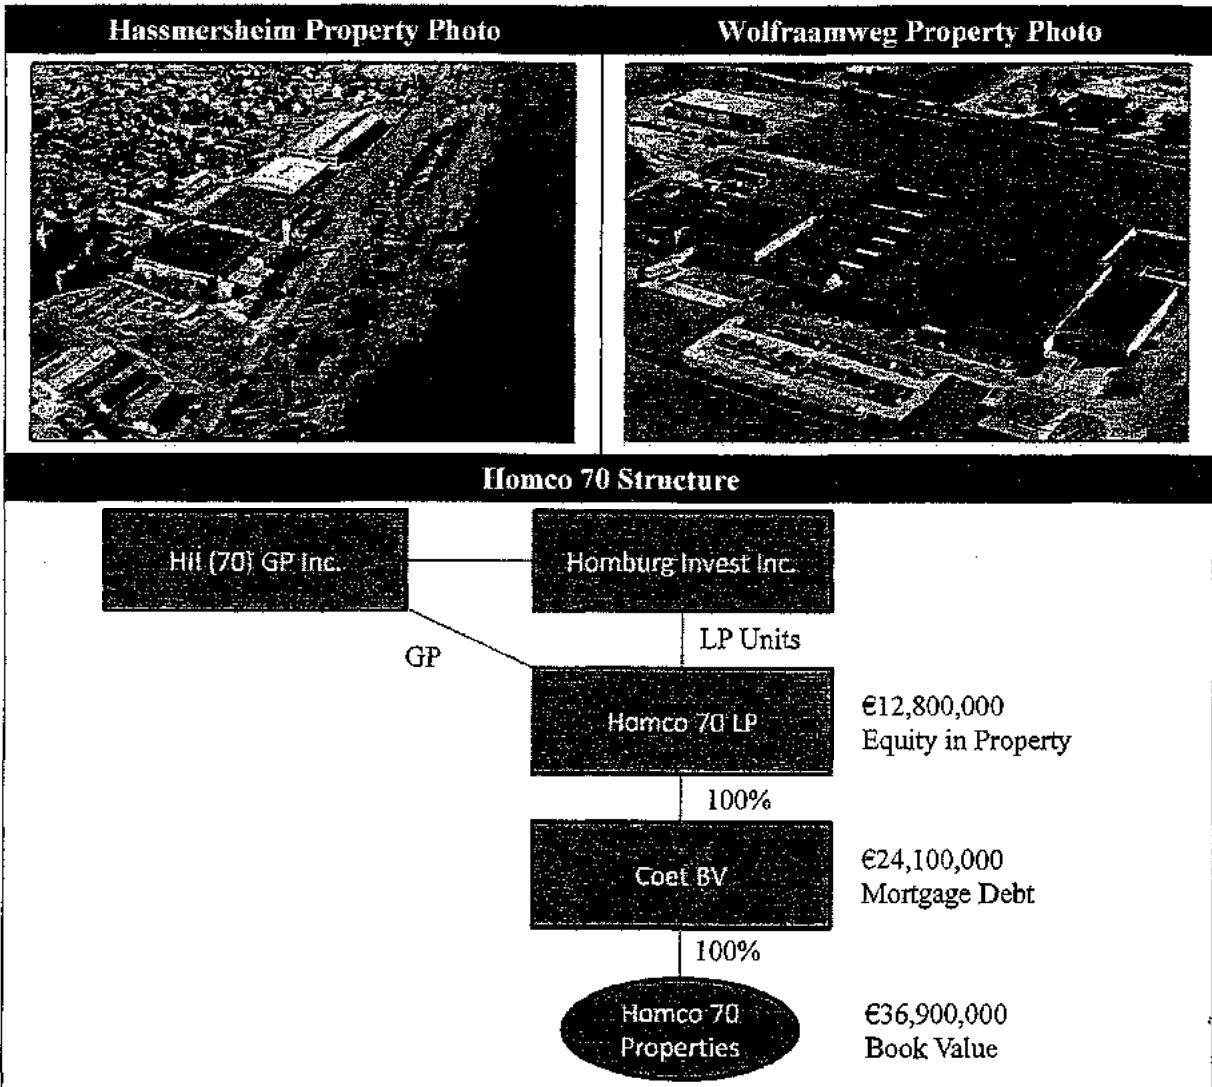 Hassmersheim Property Photo
Wolfraamweg Property Photo
Homco 70 Structure
Hii (70) GP Inc.
Homburg Invest Inc.
GP
LP Units
Homco 70 LP
€12,800,000
Equity in Property
100%
Coet BV
€24,100,000
Mortgage Debt
100%
Homco 70
Properties
€36,900,000
Book Value